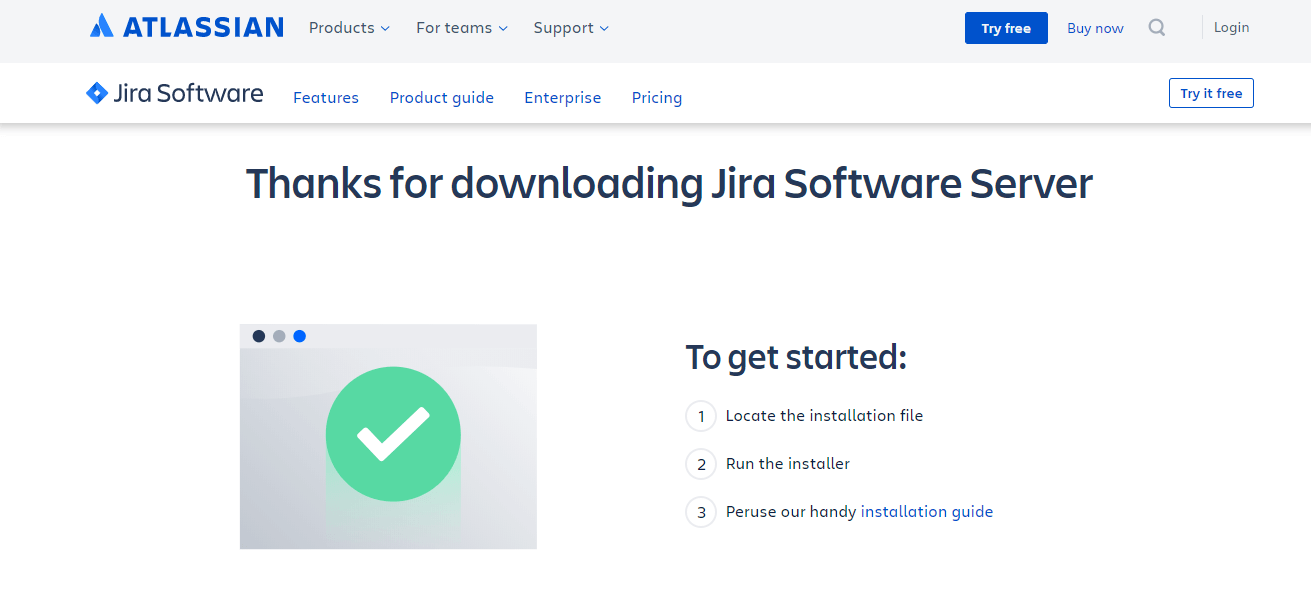 ATLASSIAN Products For teams Support Try free Buy now Login
Jira Software Features Product guide Enterprise Pricing Try it free
Thanks for downloading Jira Software Server
To get started:
1 Locate the installation file
2 Run the installer
3 Peruse our handy installation guide